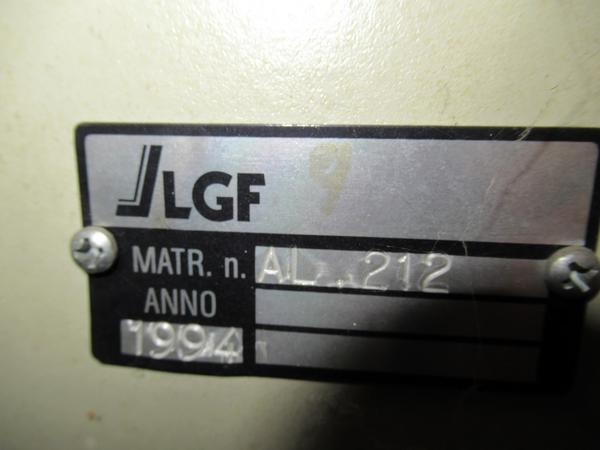 LGF
9
MATR. n. AL 212
ANNO
1994